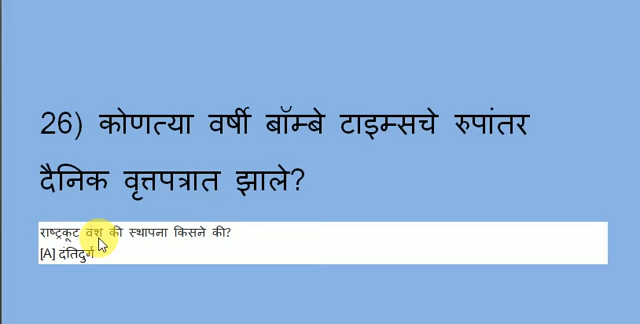 26) कोणत्या वर्षी बॉम्बे टाइम्सचे रुपांतर
दैनिक वृत्तपत्रात झाले?
राष्ट्रकूट वंश की स्थापना किसने की?
[A] दंतिदुर्ग